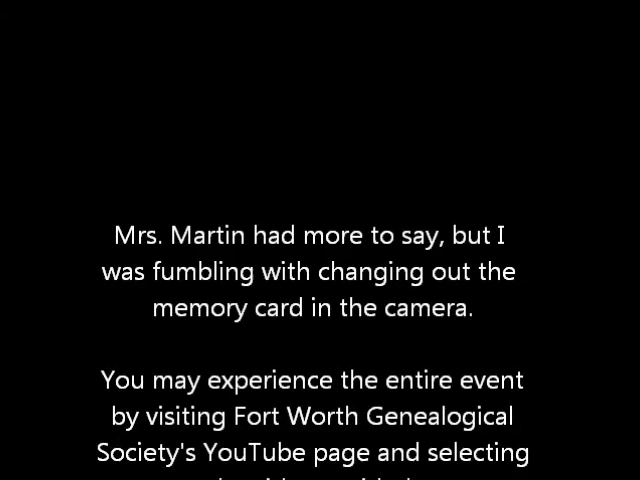 Mrs. Martin had more to say, but I
was fumbling with changing out the
memory card in the camera.
You may experience the entire event
by visiting Fort Worth Genealogical
Society's YouTube page and selecting